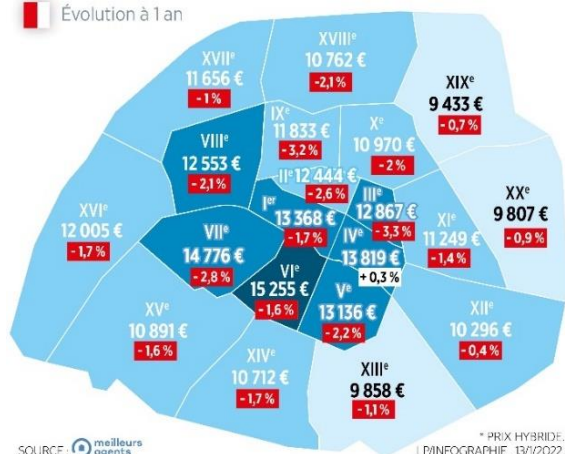 Évolution à 1 an
XVIIe
11 656 €
-1 %
XVIIIe
10 762 €
-2,1 %
XIXe
9 433 €
-0,7 %
VIIIe
12 553 €
-2,1 %
IXe
11 833 €
-3,2 %
Xe
10 970 €
-2 %
IIe 12 444 €
-2,6 %
IIIe
12 867 €
-3,3 %
XXe
9 807 €
-0,9 %
XVIe
12 005 €
-1,7 %
Ier
13 368 €
-1,7 %
XIe
11 249 €
-1,4 %
VIIe
14 776 €
-2,8 %
IVe
13 819 €
+0,3 %
VIe
15 255 €
-1,6 %
Ve
13 136 €
-2,2 %
XVe
10 891 €
-1,6 %
XIIe
10 296 €
-0,4 %
XIVe
10 712 €
-1,7 %
XIIIe
9 858 €
-1,1 %
* PRIX HYBRIDE.
SOURCE : meilleurs agents
LP/INFOGRAPHIE 13/1/2022